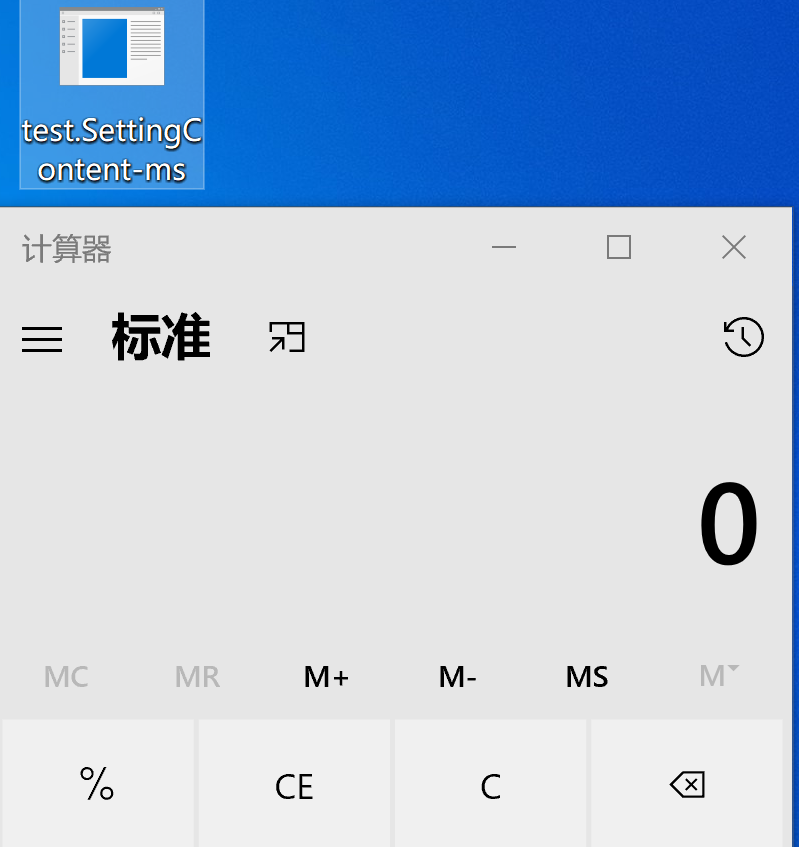 test.SettingC
ontent-ms
计算器
标准
0
MC MR M+ M- MS M
% CE C